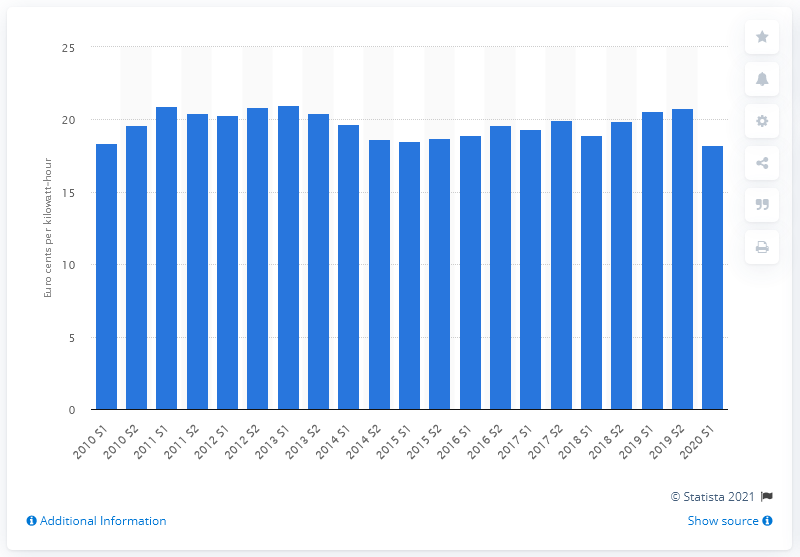 25
20
15
10
5
0
Euro cents per kilowatt-hour
2010 S1
2010 S2
2011 S1
2011 S2
2012 S1
2012 S2
2013 S1
2013 S2
2014 S1
2014 S2
2015 S1
2015 S2
2016 S1
2016 S2
2017 S1
2017 S2
2018 S1
2018 S2
2019 S1
2019 S2
2020 S1
© Statista 2021
Additional Information
Show source